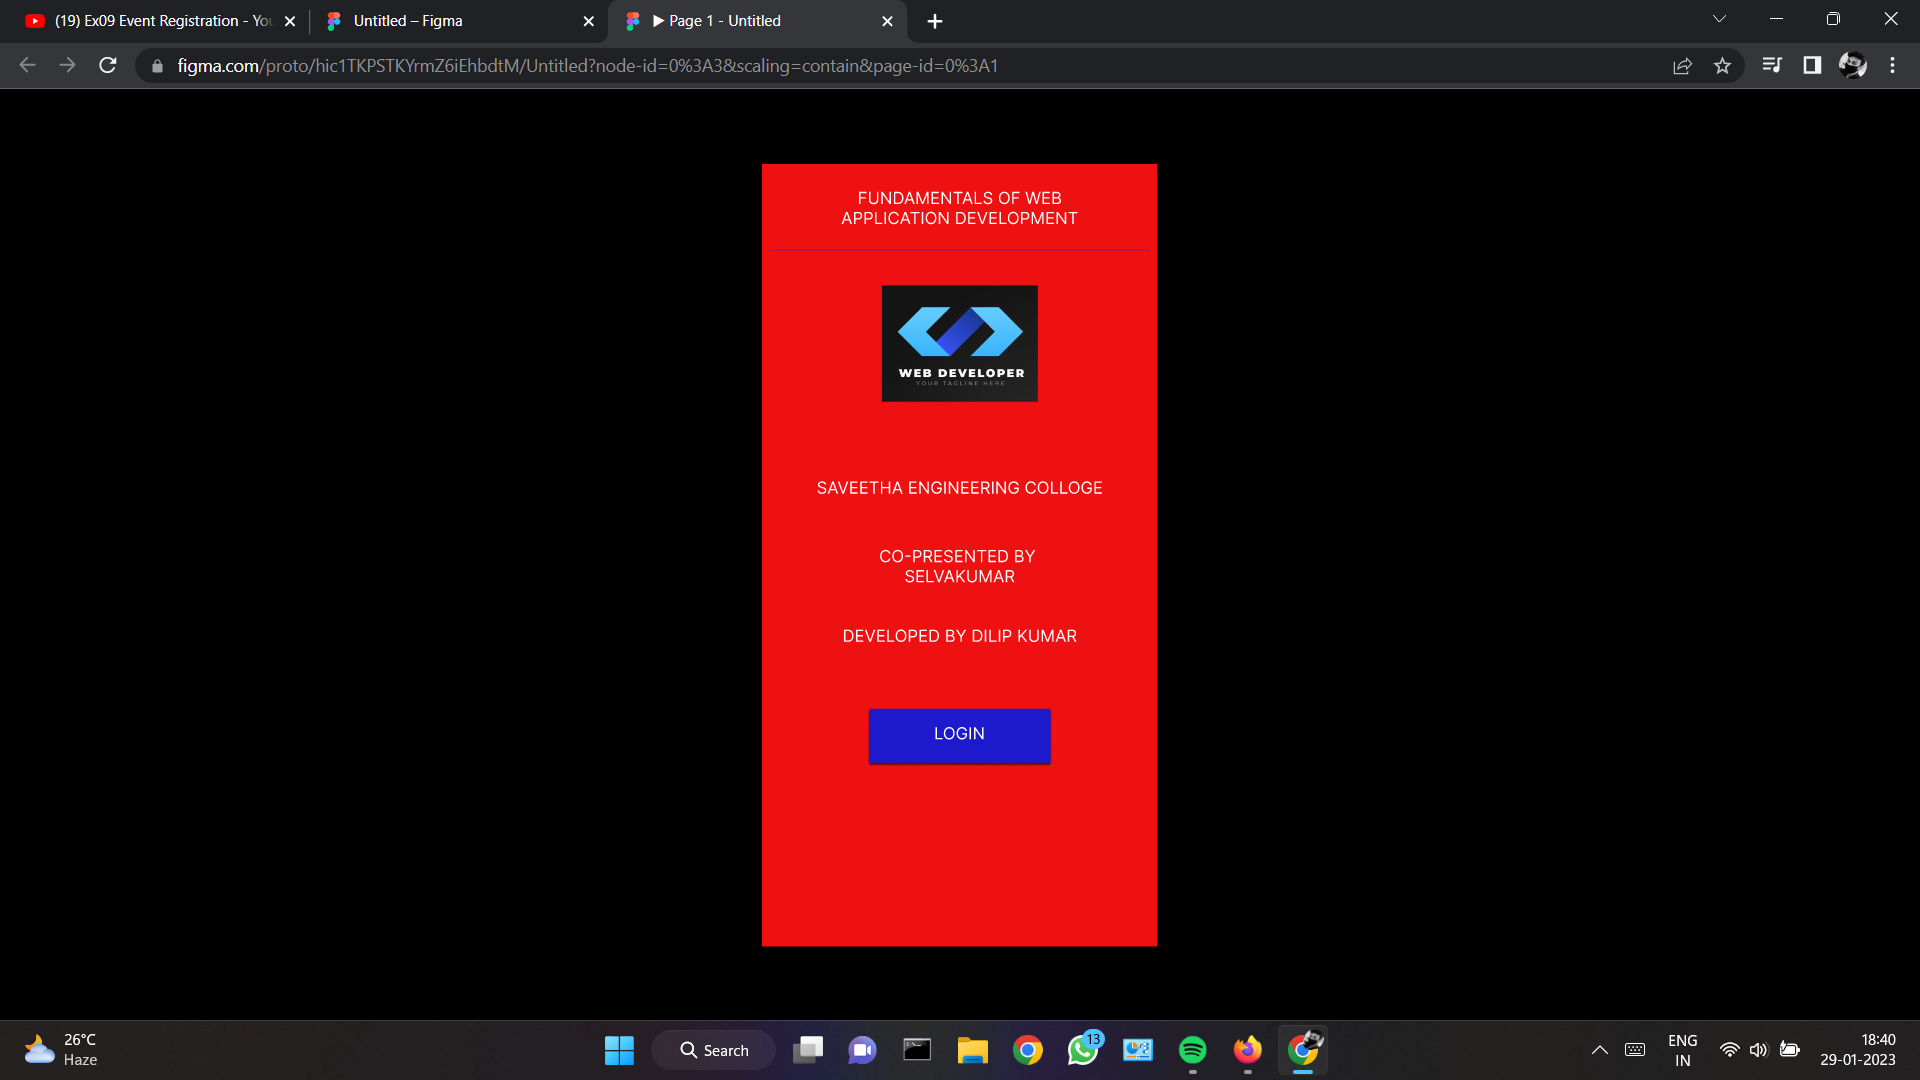 (19) Ex09 Event Registration - You
Untitled – Figma
Page 1 - Untitled
figma.com/proto/hic1TKPSTKYrmZ6iEhbdtM/Untitled?node-id=0%3A3&scaling=contain&page-id=0%3A1
FUNDAMENTALS OF WEB
APPLICATION DEVELOPMENT
WEB DEVELOPER
YOUR TAGLINE HERE
SAVEETHA ENGINEERING COLLOGE
CO-PRESENTED BY
SELVAKUMAR
DEVELOPED BY DILIP KUMAR
LOGIN
26°C
Haze
Search
13
ENG
IN
18:40
29-01-2023